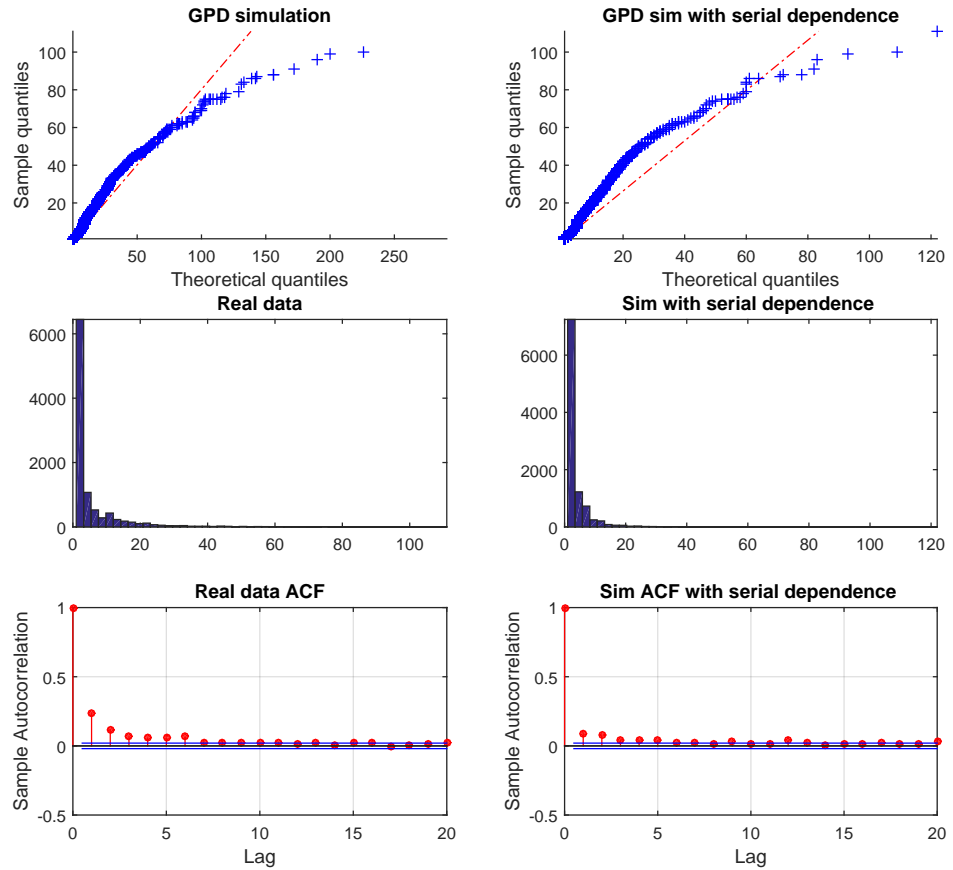 GPD simulation
GPD sim with serial dependence
Sample quantiles
100
80
60
40
20
50 100 150 200 250
Theoretical quantiles
Sample quantiles
100
80
60
40
20
20 40 60 80 100 120
Theoretical quantiles
Real data
6000
4000
2000
0
0 20 40 60 80 100
Sim with serial dependence
6000
4000
2000
0
0 20 40 60 80 100 120
Real data ACF
Sample Autocorrelation
1
0.5
0
-0.5
0 5 10 15 20
Lag
Sim ACF with serial dependence
Sample Autocorrelation
1
0.5
0
-0.5
0 5 10 15 20
Lag